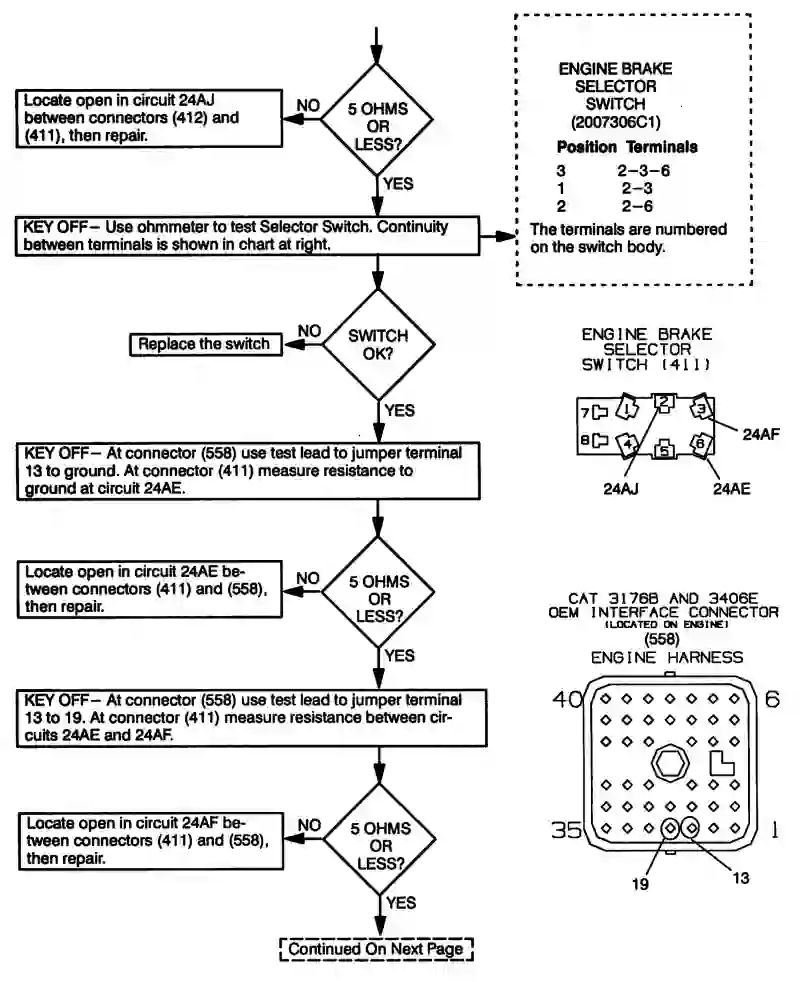 5 OHMS
OR
LESS?
NO
Locate open in circuit 24AJ
between connectors (412) and
(411), then repair.
YES
ENGINE BRAKE
SELECTOR
SWITCH
(2007306C1)
Position Terminals
3 2-3-6
1 2-3
2 2-6
The terminals are numbered
on the switch body.
KEY OFF– Use ohmmeter to test Selector Switch. Continuity
between terminals is shown in chart at right.
SWITCH
OK?
NO
Replace the switch
YES
ENGINE BRAKE
SELECTOR
SWITCH (411)
7 1 2 3
8 4 5 6
24AF
24AJ
24AE
KEY OFF– At connector (558) use test lead to jumper terminal
13 to ground. At connector (411) measure resistance to
ground at circuit 24AE.
5 OHMS
OR
LESS?
NO
Locate open in circuit 24AE be-
tween connectors (411) and (558),
then repair.
YES
CAT 3176B AND 3406E
OEM INTERFACE CONNECTOR
(LOCATED ON ENGINE)
(558)
ENGINE HARNESS
40 6
35 1
19 13
KEY OFF– At connector (558) use test lead to jumper terminal
13 to 19. At connector (411) measure resistance between cir-
cuits 24AE and 24AF.
5 OHMS
OR
LESS?
NO
Locate open in circuit 24AF be-
tween connectors (411) and (558),
then repair.
YES
Continued On Next Page